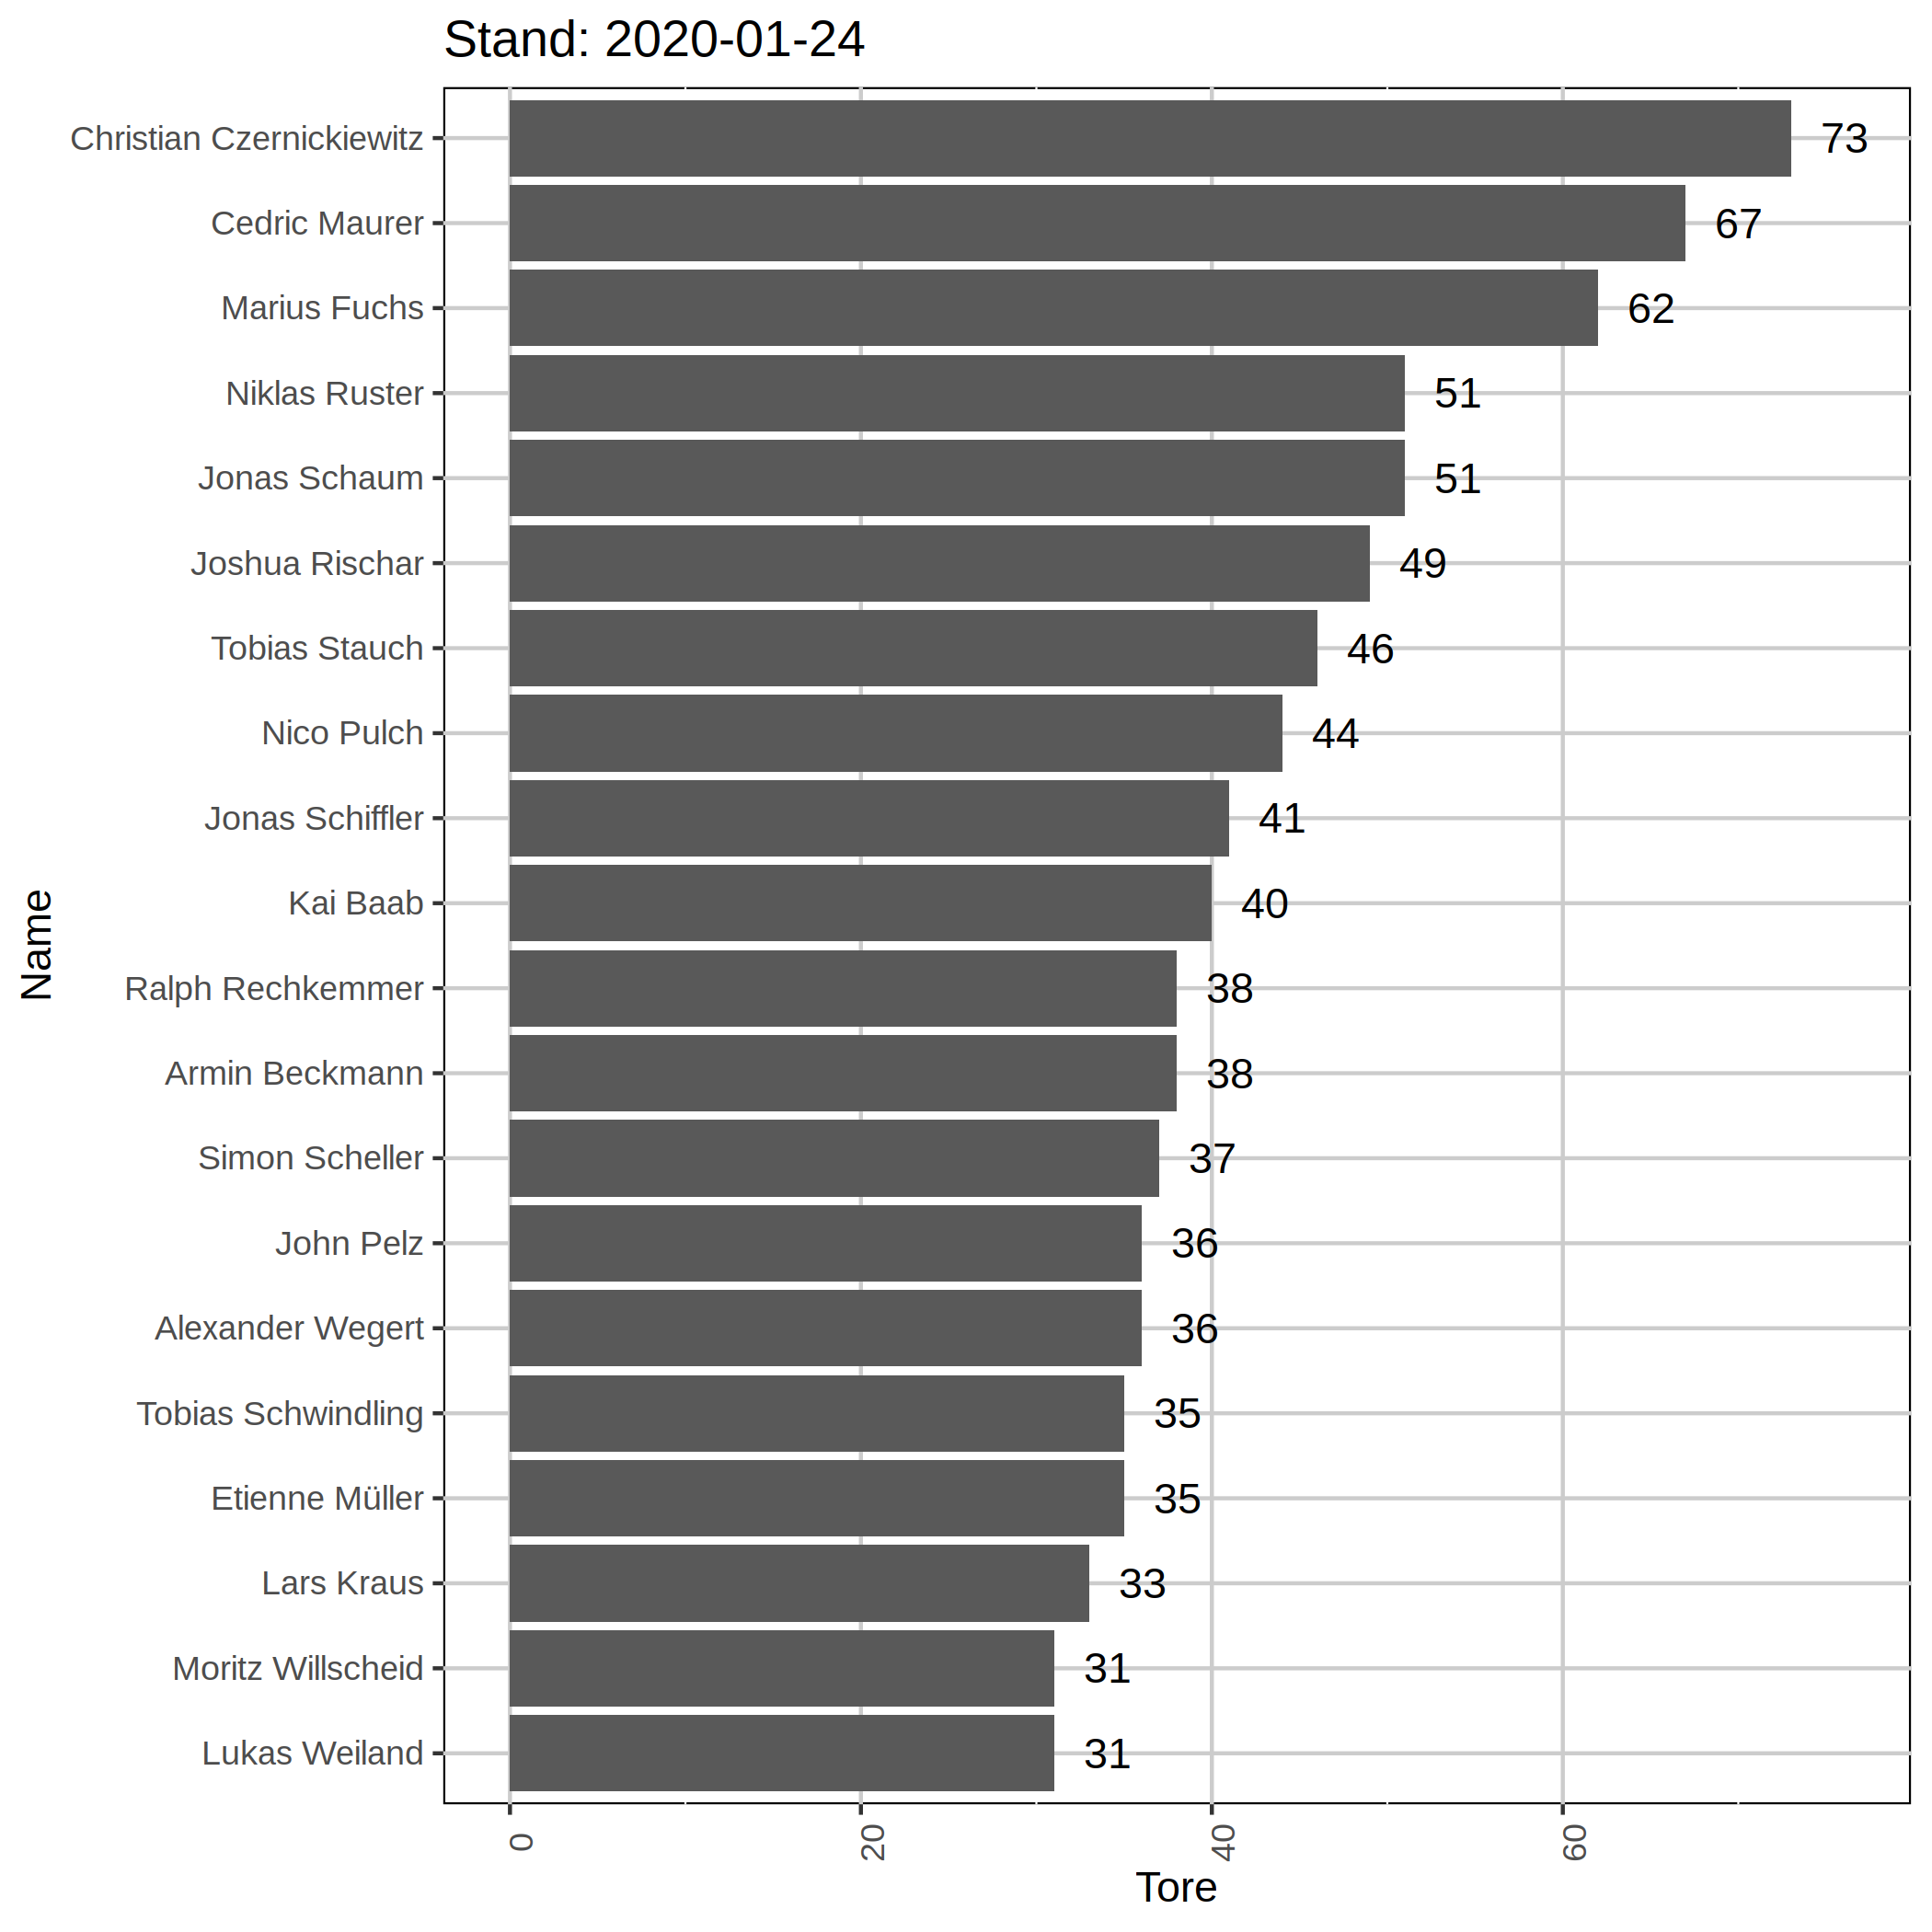 Stand: 2020-01-24
Christian Czernickiewitz 73
Cedric Maurer 67
Marius Fuchs 62
Niklas Ruster 51
Jonas Schaum 51
Joshua Rischar 49
Tobias Stauch 46
Nico Pulch 44
Jonas Schiffler 41
Kai Baab 40
Ralph Rechkemmer 38
Armin Beckmann 38
Simon Scheller 37
John Pelz 36
Alexander Wegert 36
Tobias Schwindling 35
Etienne Müller 35
Lars Kraus 33
Moritz Willscheid 31
Lukas Weiland 31
Name
0 20 40 60
Tore